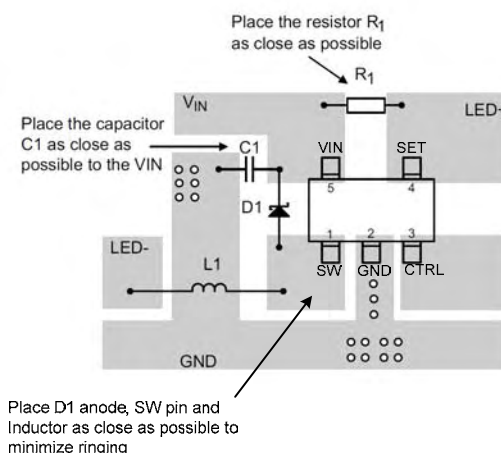 Place the resistor R1
as close as possible
R1
VIN
LED-
Place the capacitor
C1 as close as
possible to the VIN
C1
VIN
SET
5
4
D1
1
2
3
LED-
L1
SW
GND
CTRL
GND
Place D1 anode, SW pin and
Inductor as close as possible to
minimize ringing